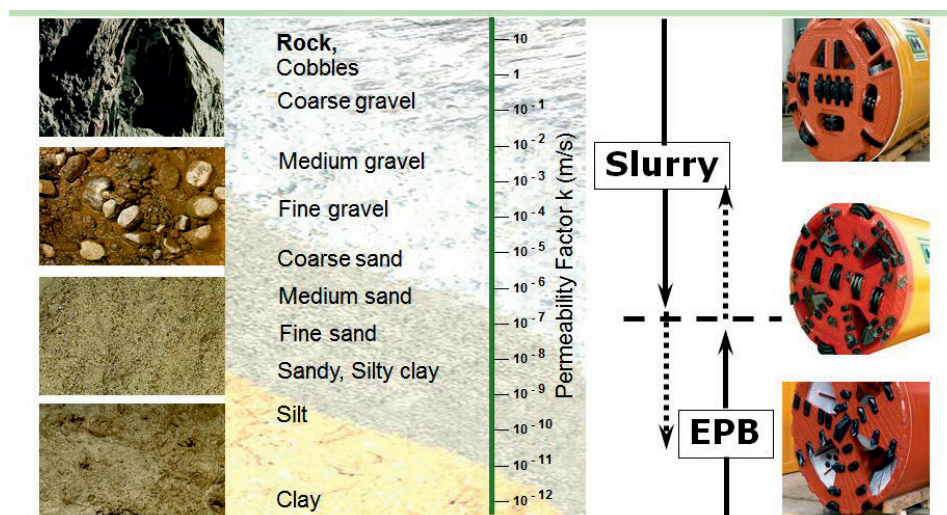 Rock,
Cobbles
Coarse gravel
Medium gravel
Fine gravel
Coarse sand
Medium sand
Fine sand
Sandy, Silty clay
Silt
Clay
10
1
10⁻¹
10⁻²
10⁻³
10⁻⁴
10⁻⁵
10⁻⁶
10⁻⁷
10⁻⁸
10⁻⁹
10⁻¹⁰
10⁻¹¹
10⁻¹²
Permeability Factor k (m/s)
Slurry
EPB